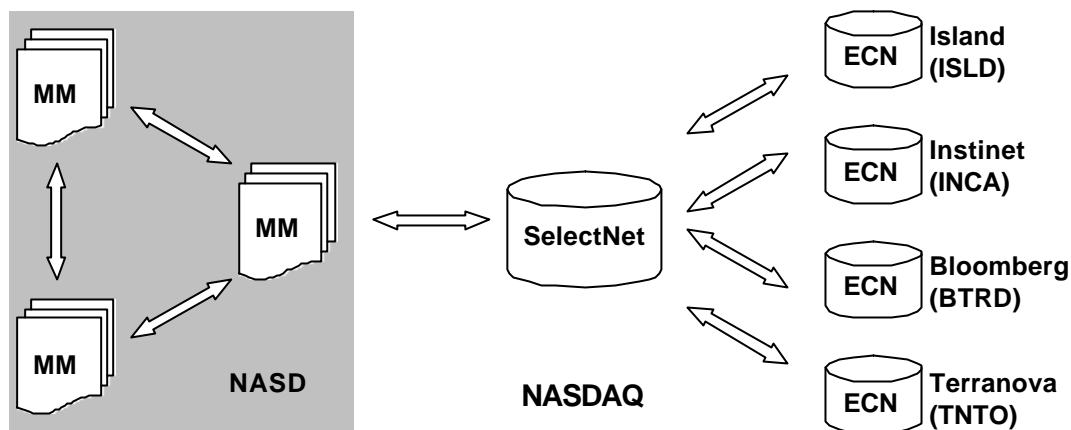 MM
MM
MM
NASD
SelectNet
NASDAQ
ECN
Island
(ISLD)
ECN
Instinet
(INCA)
ECN
Bloomberg
(BTRD)
ECN
Terranova
(TNTO)